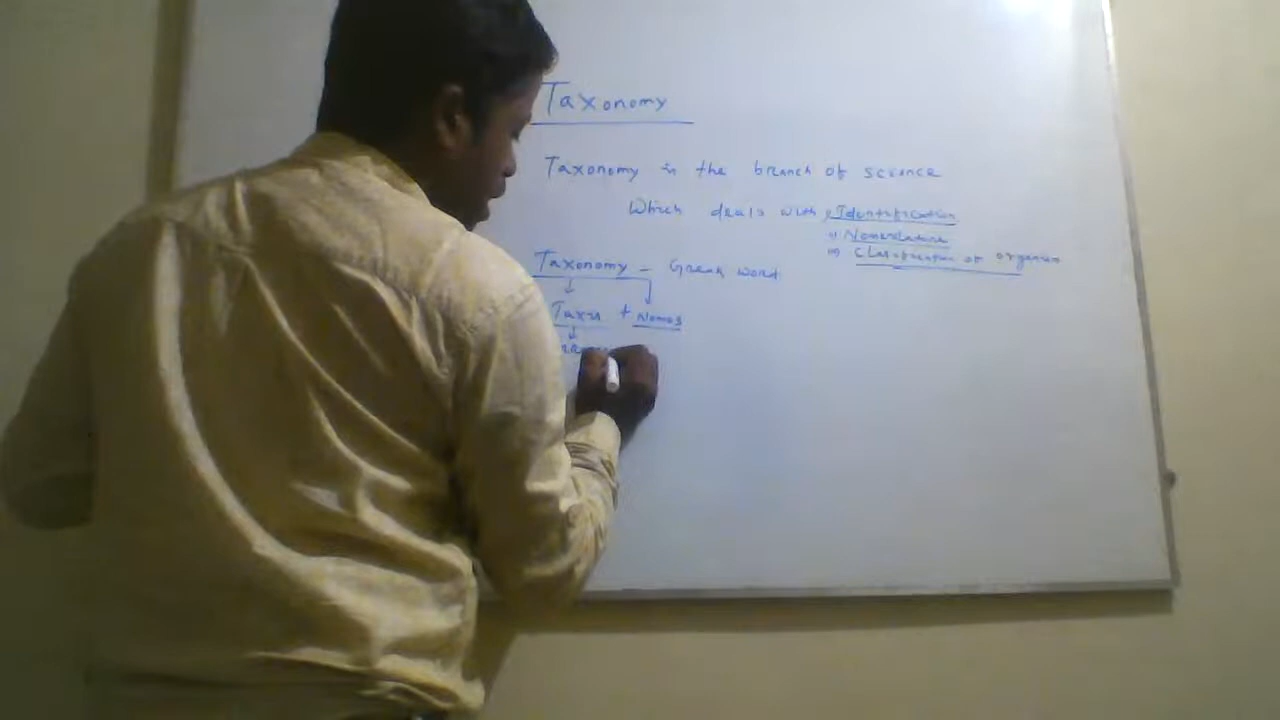 Taxonomy
Taxonomy is the branch of science
Which deals with i) Identification
ii) Nomenclature
iii) Classification of organism
Taxonomy - Greek word
Taxis + Nomos